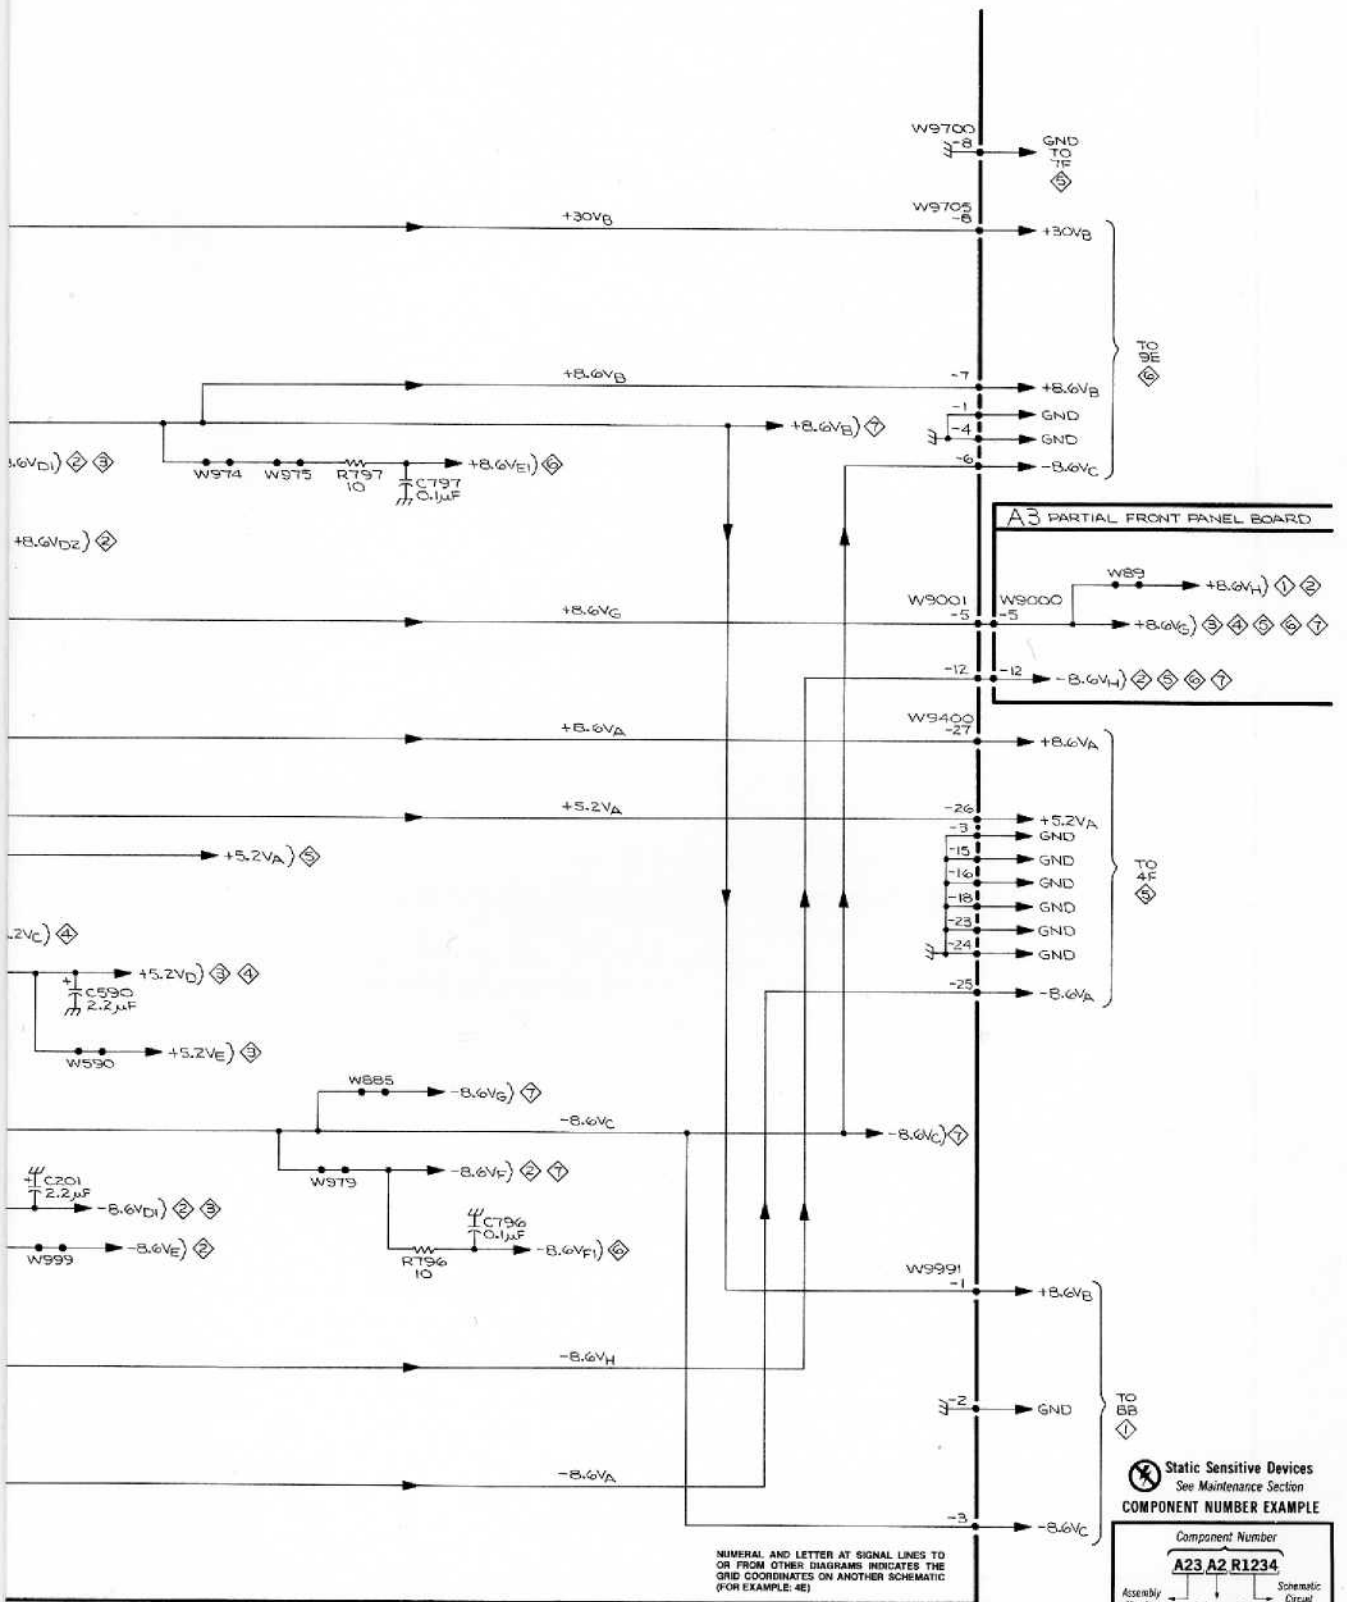 W9700
-8
GND
TO
7F
5
W9705
-8
+30VB
+30VB
TO
9E
6
+8.6VB
-7
+8.6VB
-1
GND
-4
GND
+8.6VB) 7
-6
-8.6VC
.6VD1) 2 3
W974
W975
R797
10
C797
0.1µF
+8.6VE1) 6
+8.6VD2) 2
A3 PARTIAL FRONT PANEL BOARD
W89
+8.6VH) 1 2
+8.6VG
W9001
-5
W9000
-5
+8.6VG) 3 4 5 6 7
-12
-12
-8.6VH) 2 5 6 7
+8.6VA
W9400
-27
+8.6VA
+5.2VA
-26
+5.2VA
-3
GND
+5.2VA) 5
-15
GND
-16
GND
-18
GND
-23
GND
-24
GND
TO
4F
5
.2VC) 4
+5.2VD) 3 4
+
C590
2.2µF
-25
-8.6VA
W590
+5.2VE) 3
W885
-8.6VG) 7
-8.6VC
-8.6VC) 7
W979
-8.6VF) 2 7
+
C201
2.2µF
-8.6VD1) 2 3
W999
-8.6VE) 2
R796
10
C796
0.1µF
-8.6VF1) 6
W9991
-1
+8.6VB
-8.6VH
-2
GND
TO
8B
1
-8.6VA
-3
-8.6VC
Static Sensitive Devices
See Maintenance Section
COMPONENT NUMBER EXAMPLE
Component Number
A23 A2 R1234
Assembly
Schematic
Circuit
NUMERAL AND LETTER AT SIGNAL LINES TO
OR FROM OTHER DIAGRAMS INDICATES THE
GRID COORDINATES ON ANOTHER SCHEMATIC
(FOR EXAMPLE: 4E)